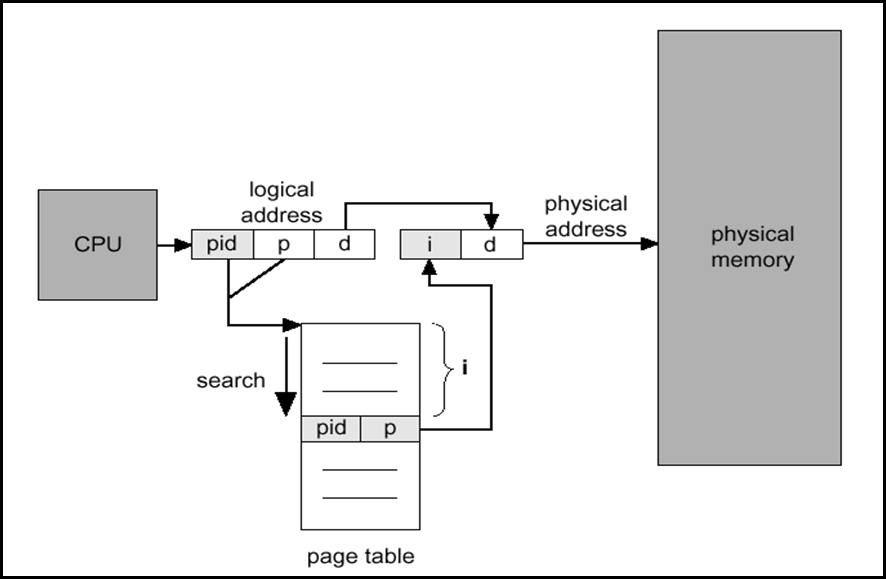 logical
address
physical
address
CPU
pid p d
i d
physical
memory
search
i
pid p
page table